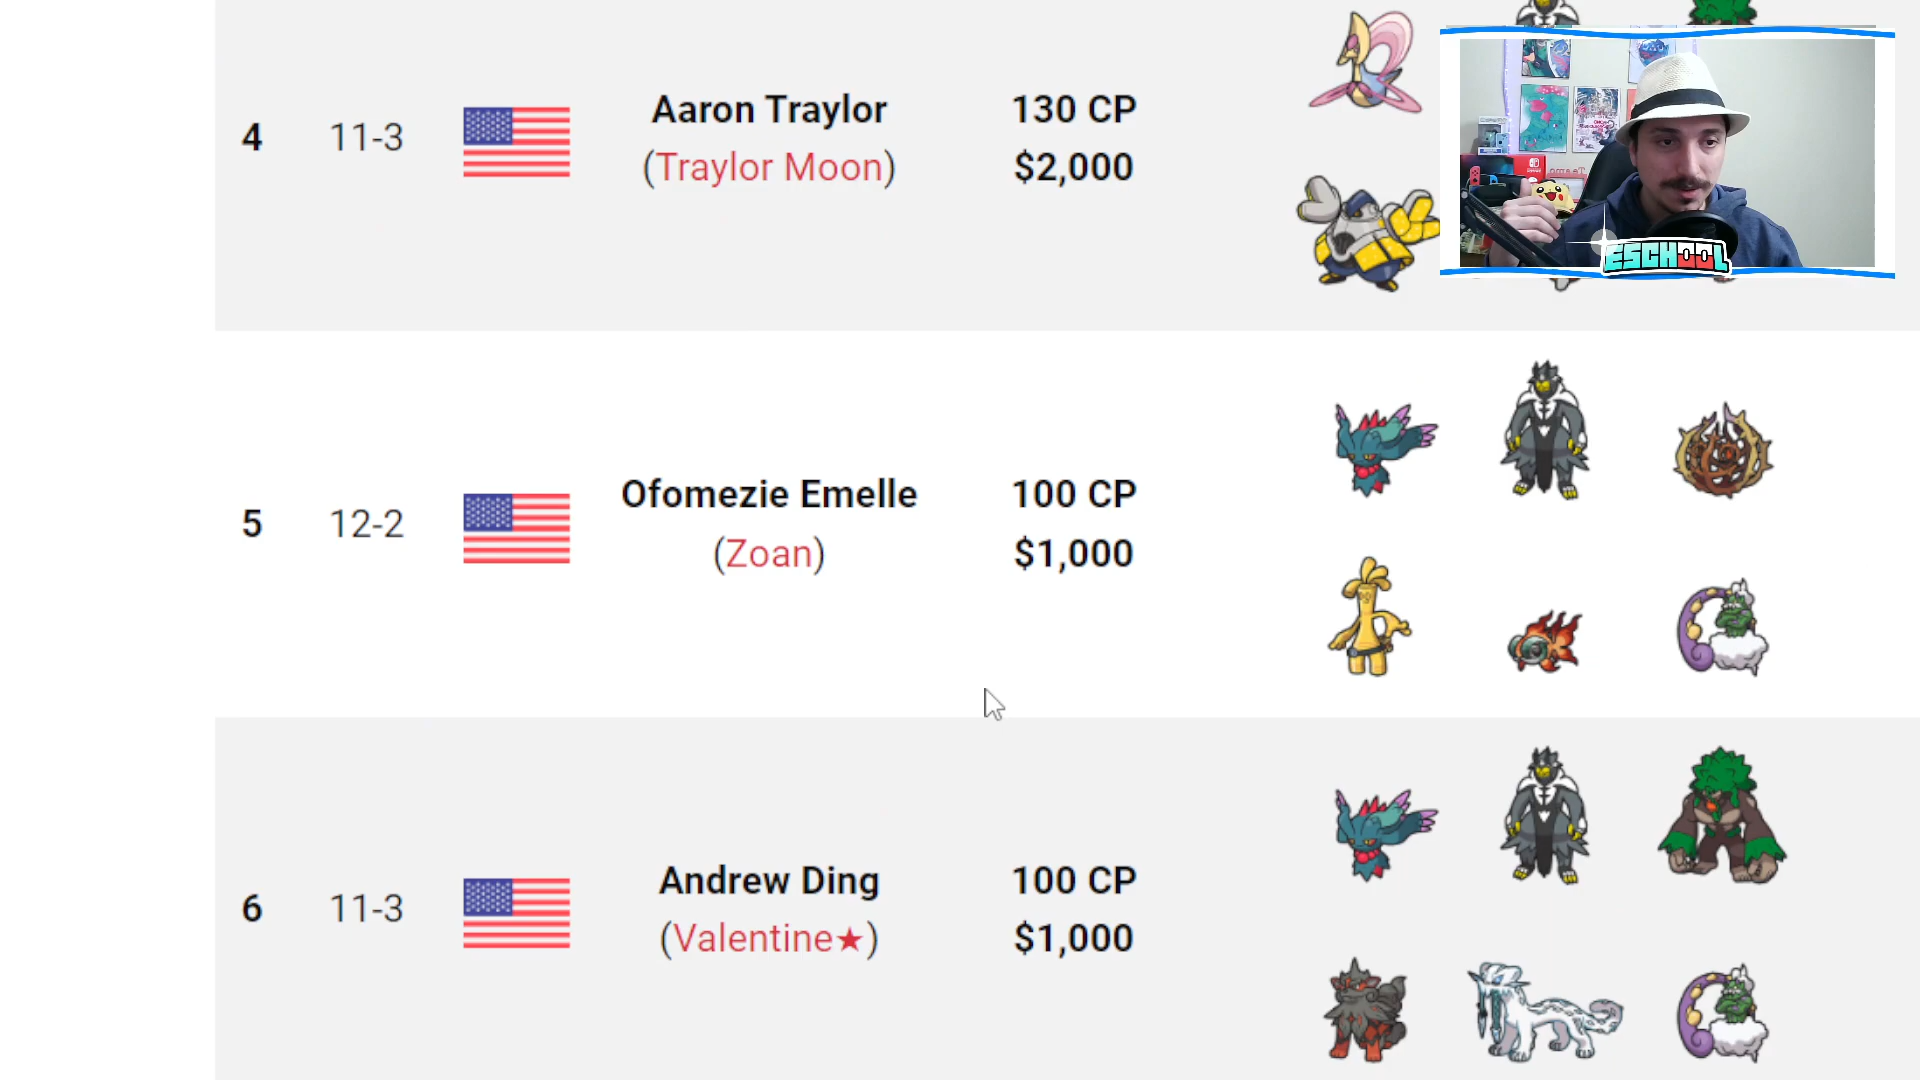 4 11-3 Aaron Traylor 130 CP
(Traylor Moon) $2,000
ESCHOOL
5 12-2 Ofomezie Emelle 100 CP
(Zoan) $1,000
6 11-3 Andrew Ding 100 CP
(Valentine★) $1,000